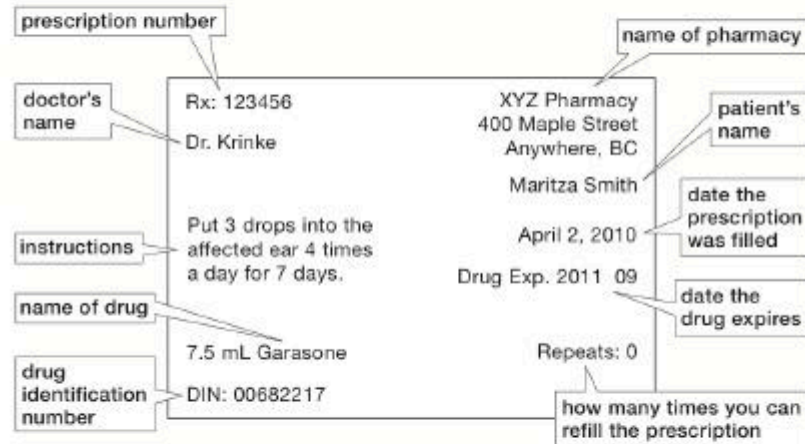 prescription number
name of pharmacy
doctor's
name
Rx: 123456
Dr. Krinke
XYZ Pharmacy
400 Maple Street
Anywhere, BC
Maritza Smith
patient's
name
instructions
Put 3 drops into the
affected ear 4 times
a day for 7 days.
April 2, 2010
date the
prescription
was filled
Drug Exp. 2011 09
date the
drug expires
name of drug
7.5 mL Garasone
Repeats: 0
drug
identification
number
DIN: 00682217
how many times you can
refill the prescription